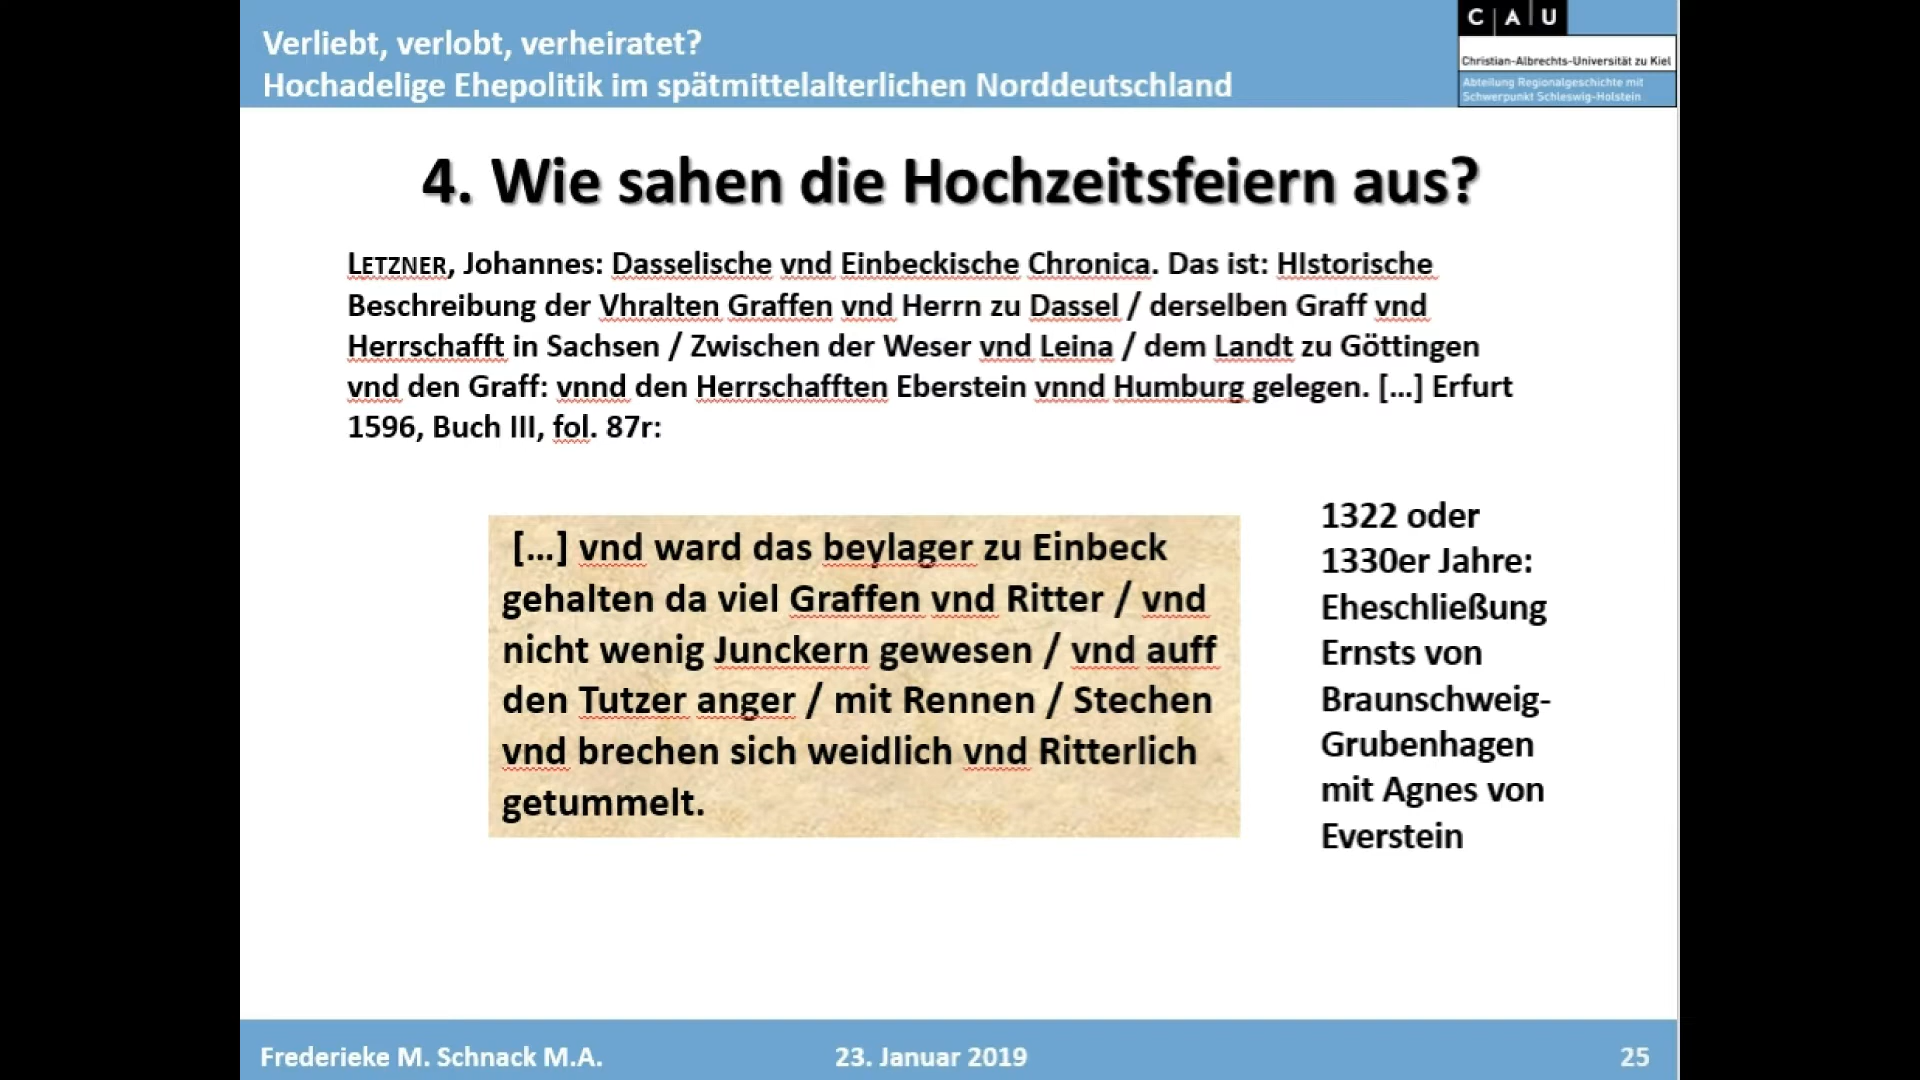 Verliebt, verlobt, verheiratet?
Hochadelige Ehepolitik im spätmittelalterlichen Norddeutschland
C A U
Christian-Albrechts-Universität zu Kiel
Abteilung Regionalgeschichte mit
Schwerpunkt Schleswig-Holstein
4. Wie sahen die Hochzeitsfeiern aus?
LETZNER, Johannes: Dasselische vnd Einbeckische Chronica. Das ist: HIstorische
Beschreibung der Vhralten Graffen vnd Herrn zu Dassel / derselben Graff vnd
Herrschafft in Sachsen / Zwischen der Weser vnd Leina / dem Landt zu Göttingen
vnd den Graff: vnnd den Herrschafften Eberstein vnnd Humburg gelegen. […] Erfurt
1596, Buch III, fol. 87r:
[…] vnd ward das beylager zu Einbeck
gehalten da viel Graffen vnd Ritter / vnd
nicht wenig Junckern gewesen / vnd auff
den Tutzer anger / mit Rennen / Stechen
vnd brechen sich weidlich vnd Ritterlich
getummelt.
1322 oder
1330er Jahre:
Eheschließung
Ernsts von
Braunschweig-
Grubenhagen
mit Agnes von
Everstein
Frederieke M. Schnack M.A.
23. Januar 2019
25